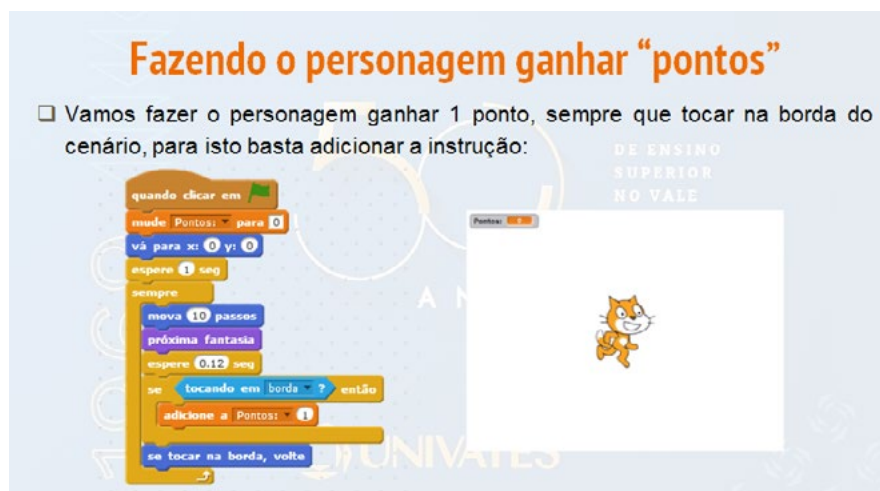 Fazendo o personagem ganhar “pontos”
Vamos fazer o personagem ganhar 1 ponto, sempre que tocar na borda do
cenário, para isto basta adicionar a instrução:
DE ENSINO
SUPERIOR
NO VALE
quando clicar em
mude Pontos: para 0
vá para x: 0 y: 0
espere 1 seg
sempre
mova 10 passos
próxima fantasia
espere 0.12 seg
se tocando em borda ? então
adicione a Pontos: 1
se tocar na borda, volte
Pontos:
UNIVATES